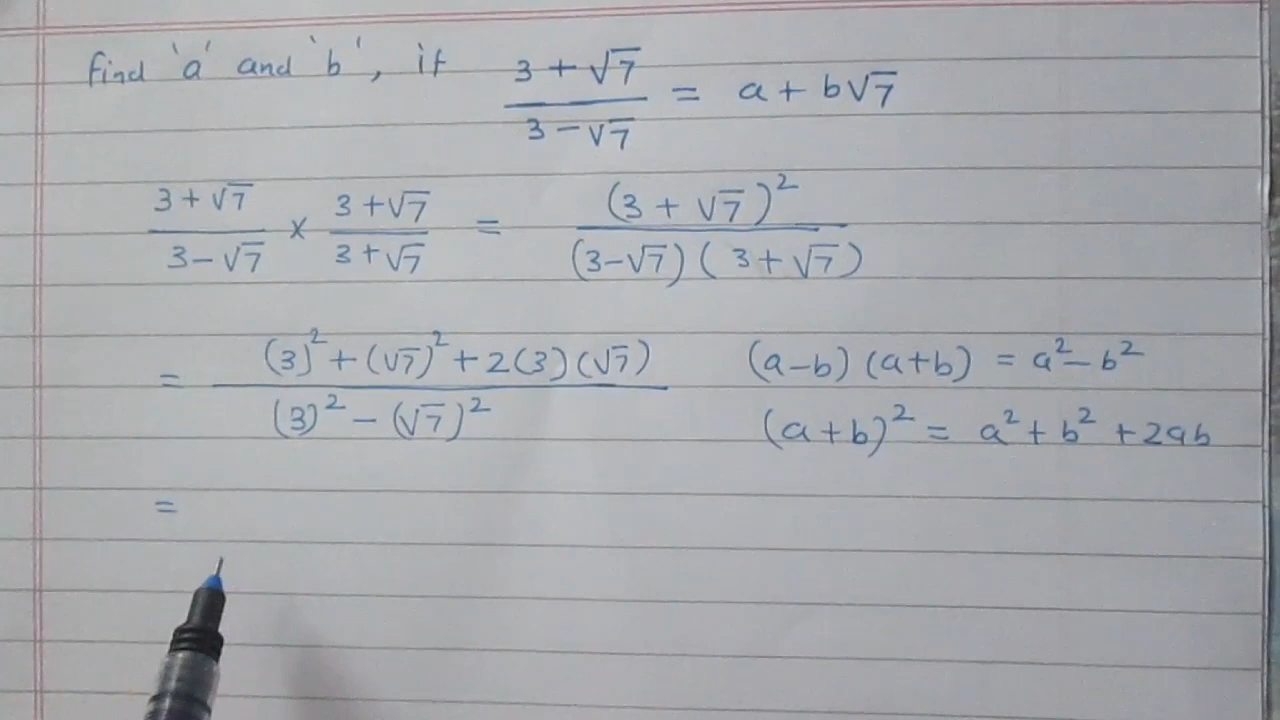 find 'a' and 'b', if (3 + √7)/(3 - √7) = a + b√7
(3 + √7)/(3 - √7) × (3 + √7)/(3 + √7) = (3 + √7)²/((3 - √7)(3 + √7))
= ((3)² + (√7)² + 2(3)(√7))/((3)² - (√7)²)
(a - b)(a + b) = a² - b²
(a + b)² = a² + b² + 2ab
=